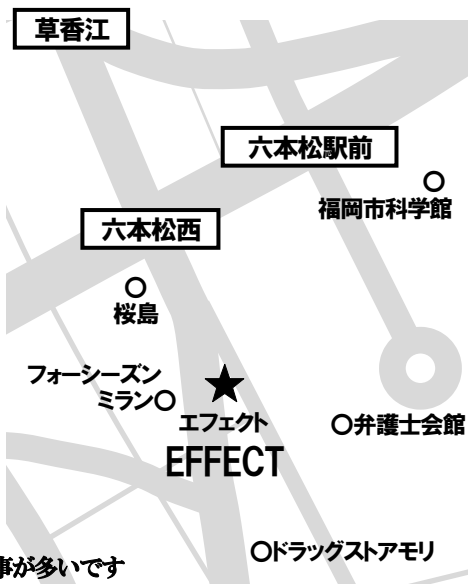 草香江
六本松駅前
福岡市科学館
六本松西
桜島
フォーシーズン
ミラン
エフェクト
EFFECT
弁護士会館
ドラッグストアモリ
事が多いです